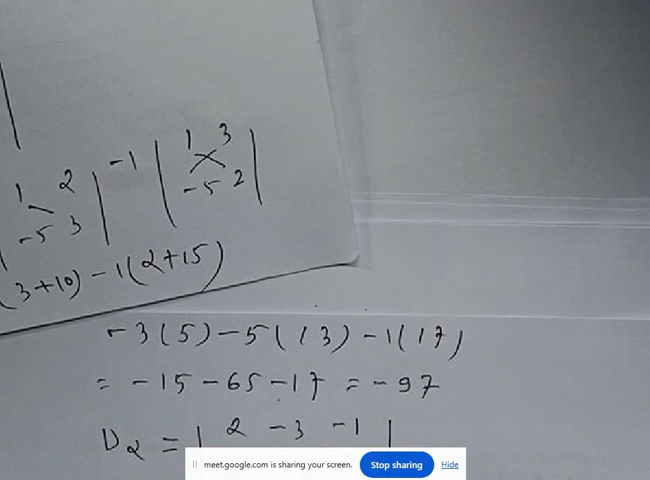 1 2 | -1 | 1 3 |
-5 3 | | -5 2 |
(3+10) -1(2+15)
-3(5) -5(13) -1(17)
= -15 -65 -17 = -97
D₂ = | 2 -3 -1 |
meet.google.com is sharing your screen. Stop sharing Hide